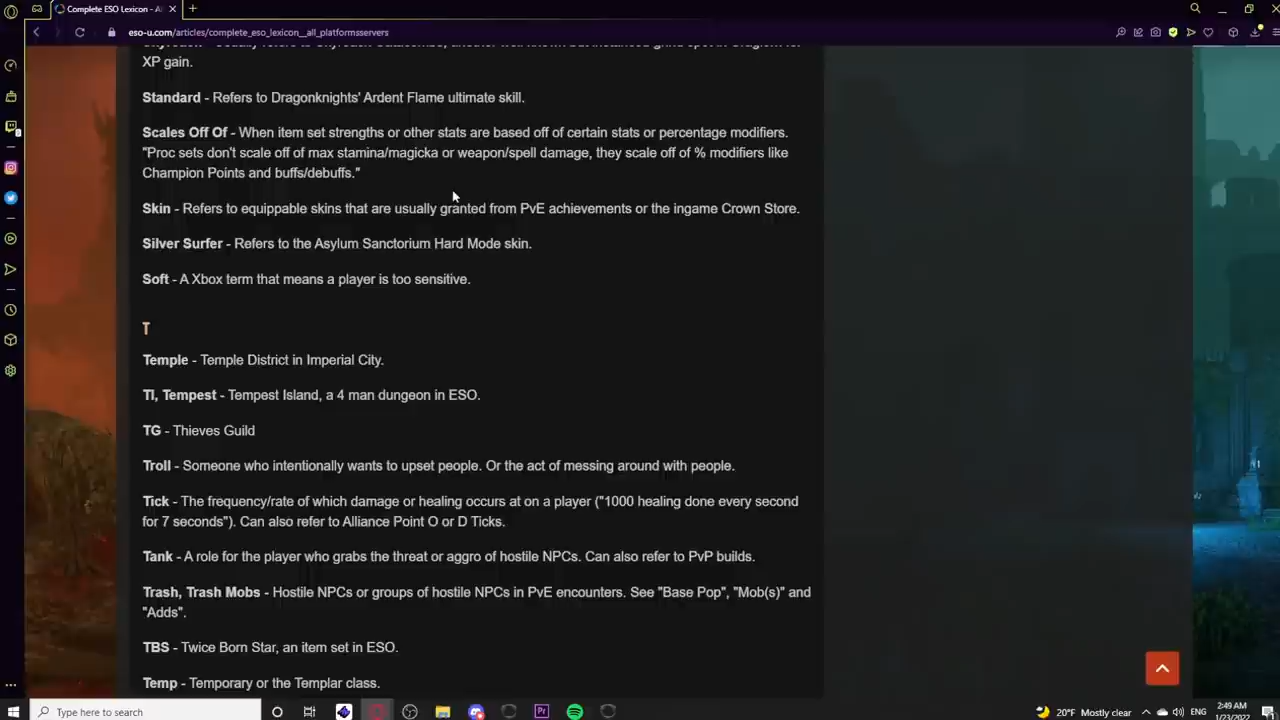 Complete ESO Lexicon - Al
eso-u.com/articles/complete_eso_lexicon__all_platformsservers
XP gain.
Standard - Refers to Dragonknights' Ardent Flame ultimate skill.
Scales Off Of - When item set strengths or other stats are based off of certain stats or percentage modifiers.
"Proc sets don't scale off of max stamina/magicka or weapon/spell damage, they scale off of % modifiers like
Champion Points and buffs/debuffs."
Skin - Refers to equippable skins that are usually granted from PvE achievements or the ingame Crown Store.
Silver Surfer - Refers to the Asylum Sanctorium Hard Mode skin.
Soft - A Xbox term that means a player is too sensitive.
T
Temple - Temple District in Imperial City.
TI, Tempest - Tempest Island, a 4 man dungeon in ESO.
TG - Thieves Guild
Troll - Someone who intentionally wants to upset people. Or the act of messing around with people.
Tick - The frequency/rate of which damage or healing occurs at on a player ("1000 healing done every second
for 7 seconds"). Can also refer to Alliance Point O or D Ticks.
Tank - A role for the player who grabs the threat or aggro of hostile NPCs. Can also refer to PvP builds.
Trash, Trash Mobs - Hostile NPCs or groups of hostile NPCs in PvE encounters. See "Base Pop", "Mob(s)" and
"Adds".
TBS - Twice Born Star, an item set in ESO.
Temp - Temporary or the Templar class.
Type here to search
Pr
20°F Mostly clear
ENG
2:49 AM
1/23/2022